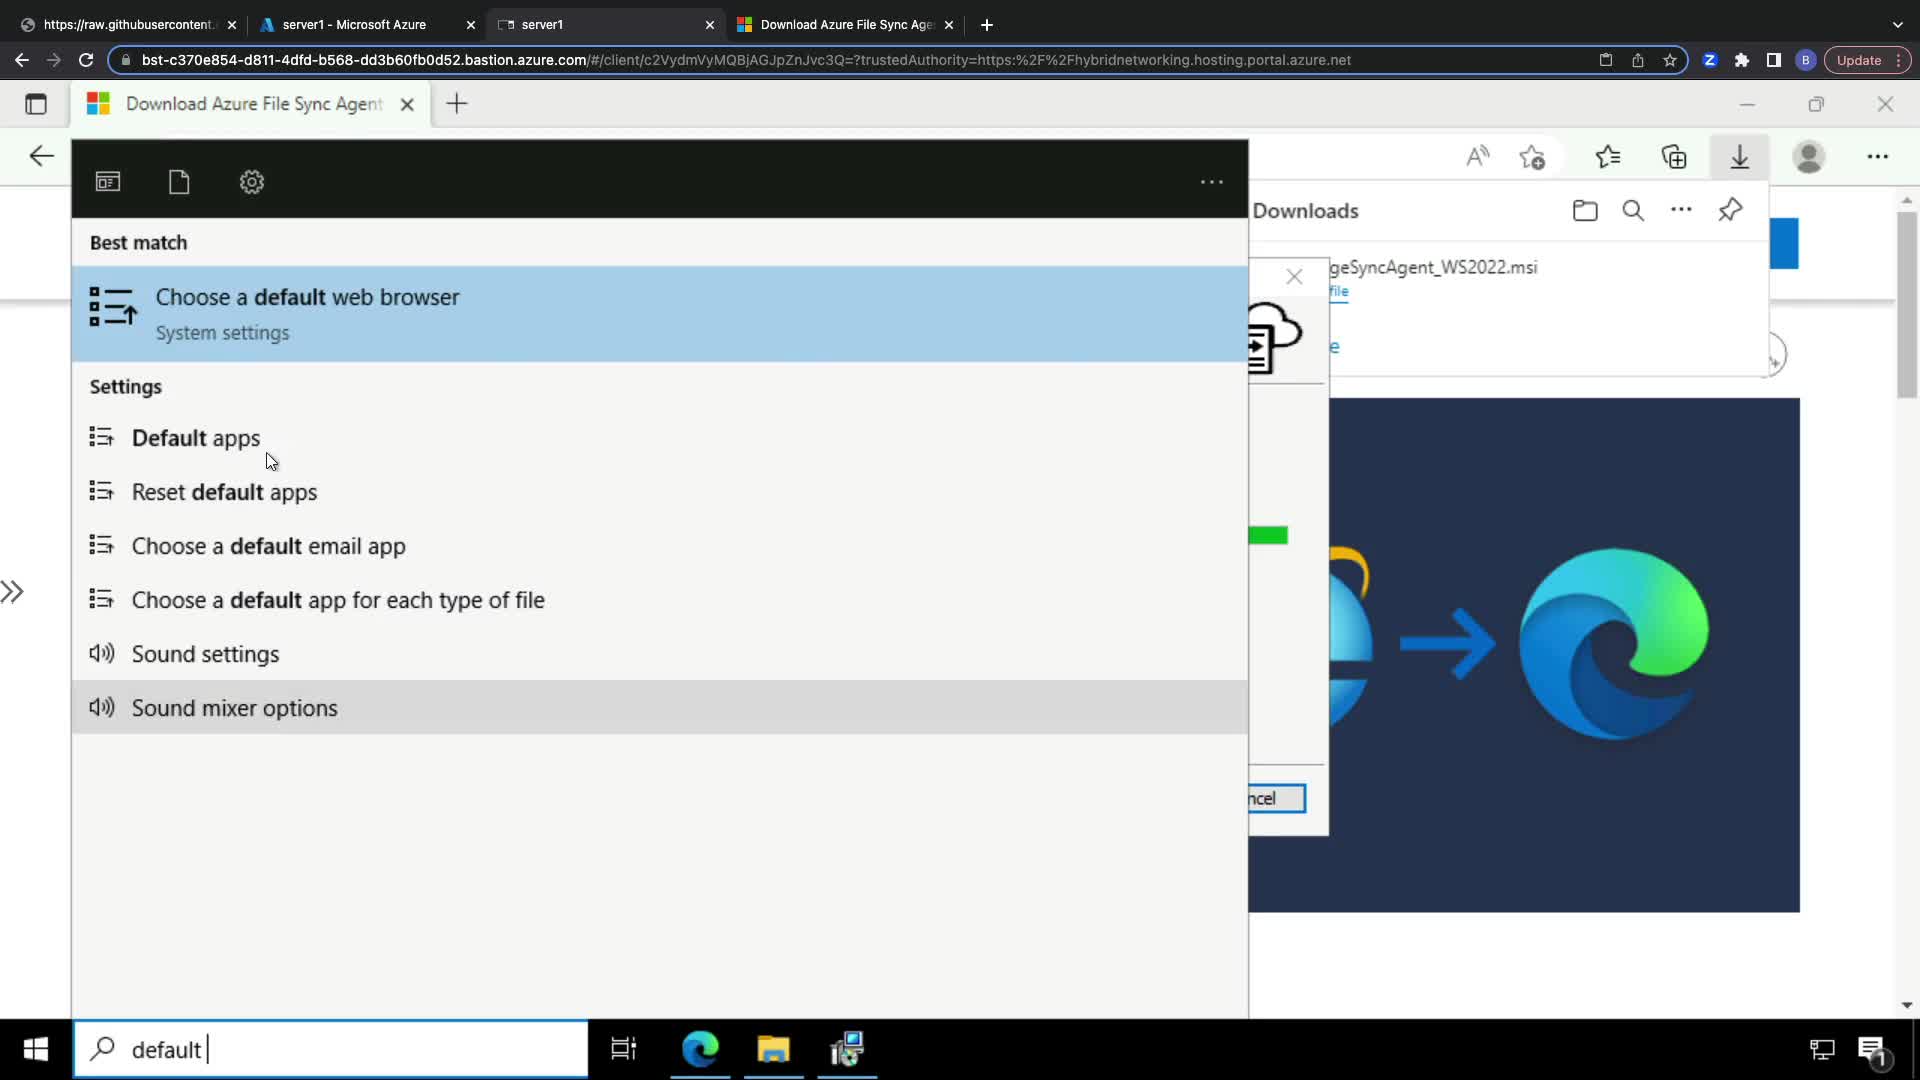 https://raw.githubusercontent.
server1 - Microsoft Azure
server1
Download Azure File Sync Age
bst-c370e854-d811-4dfd-b568-dd3b60fb0d52.bastion.azure.com/#/client/c2VydmVyMQBjAGJpZnJvc3Q=?trustedAuthority=https:%2F%2Fhybridnetworking.hosting.portal.azure.net
Z
B
Update
Download Azure File Sync Agent
Downloads
Best match
geSyncAgent_WS2022.msi
file
Choose a default web browser
System settings
e
Settings
Default apps
Reset default apps
Choose a default email app
Choose a default app for each type of file
Sound settings
Sound mixer options
ncel
default
1